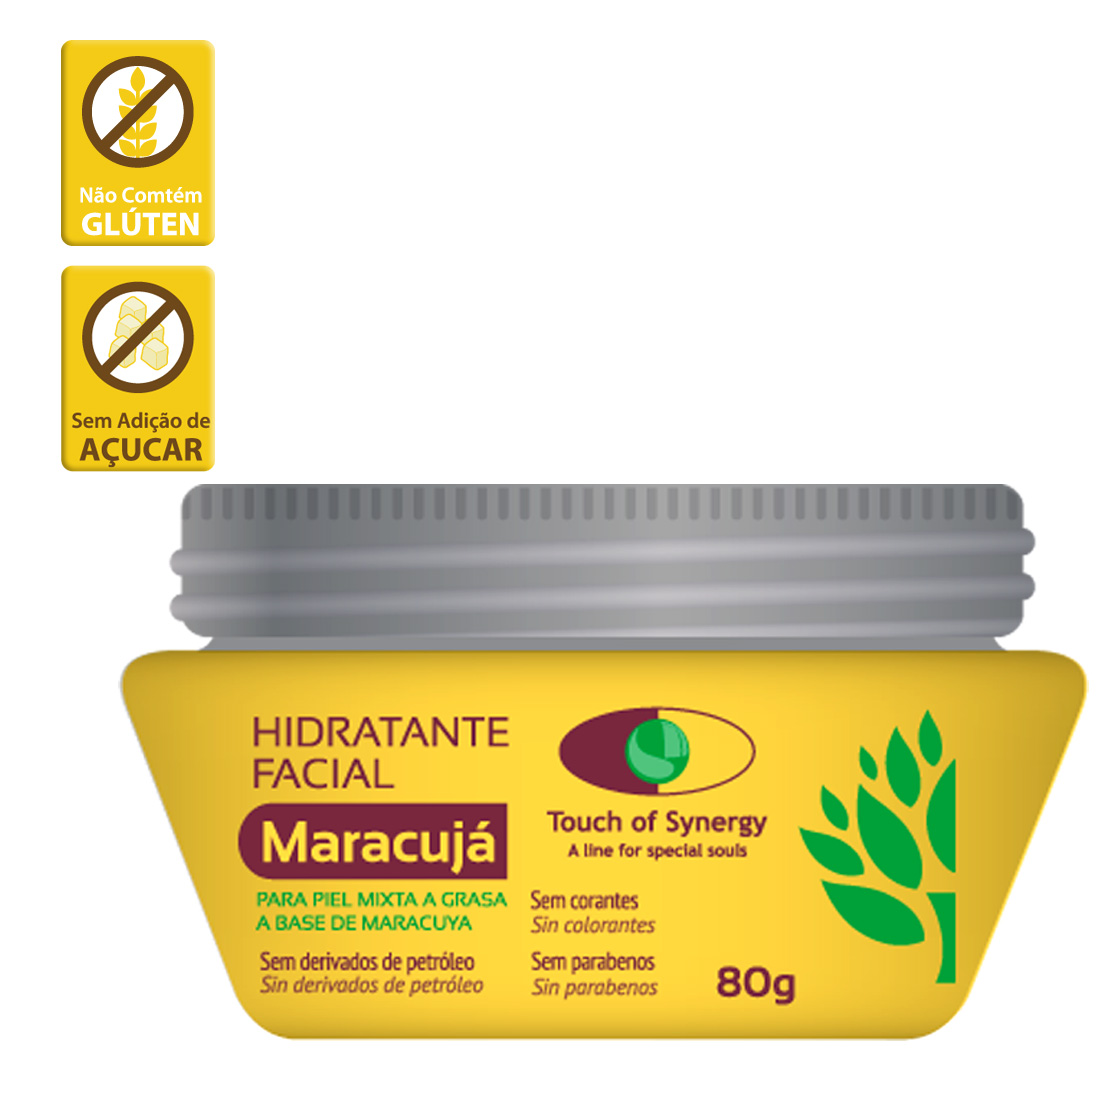 Não Comtém
GLÚTEN
Sem Adição de
AÇUCAR
HIDRATANTE
FACIAL
Maracujá
PARA PIEL MIXTA A GRASA
A BASE DE MARACUYA
Sem derivados de petróleo
Sin derivados de petróleo
Touch of Synergy
A line for special souls
Sem corantes
Sin colorantes
Sem parabenos
Sin parabenos
80g